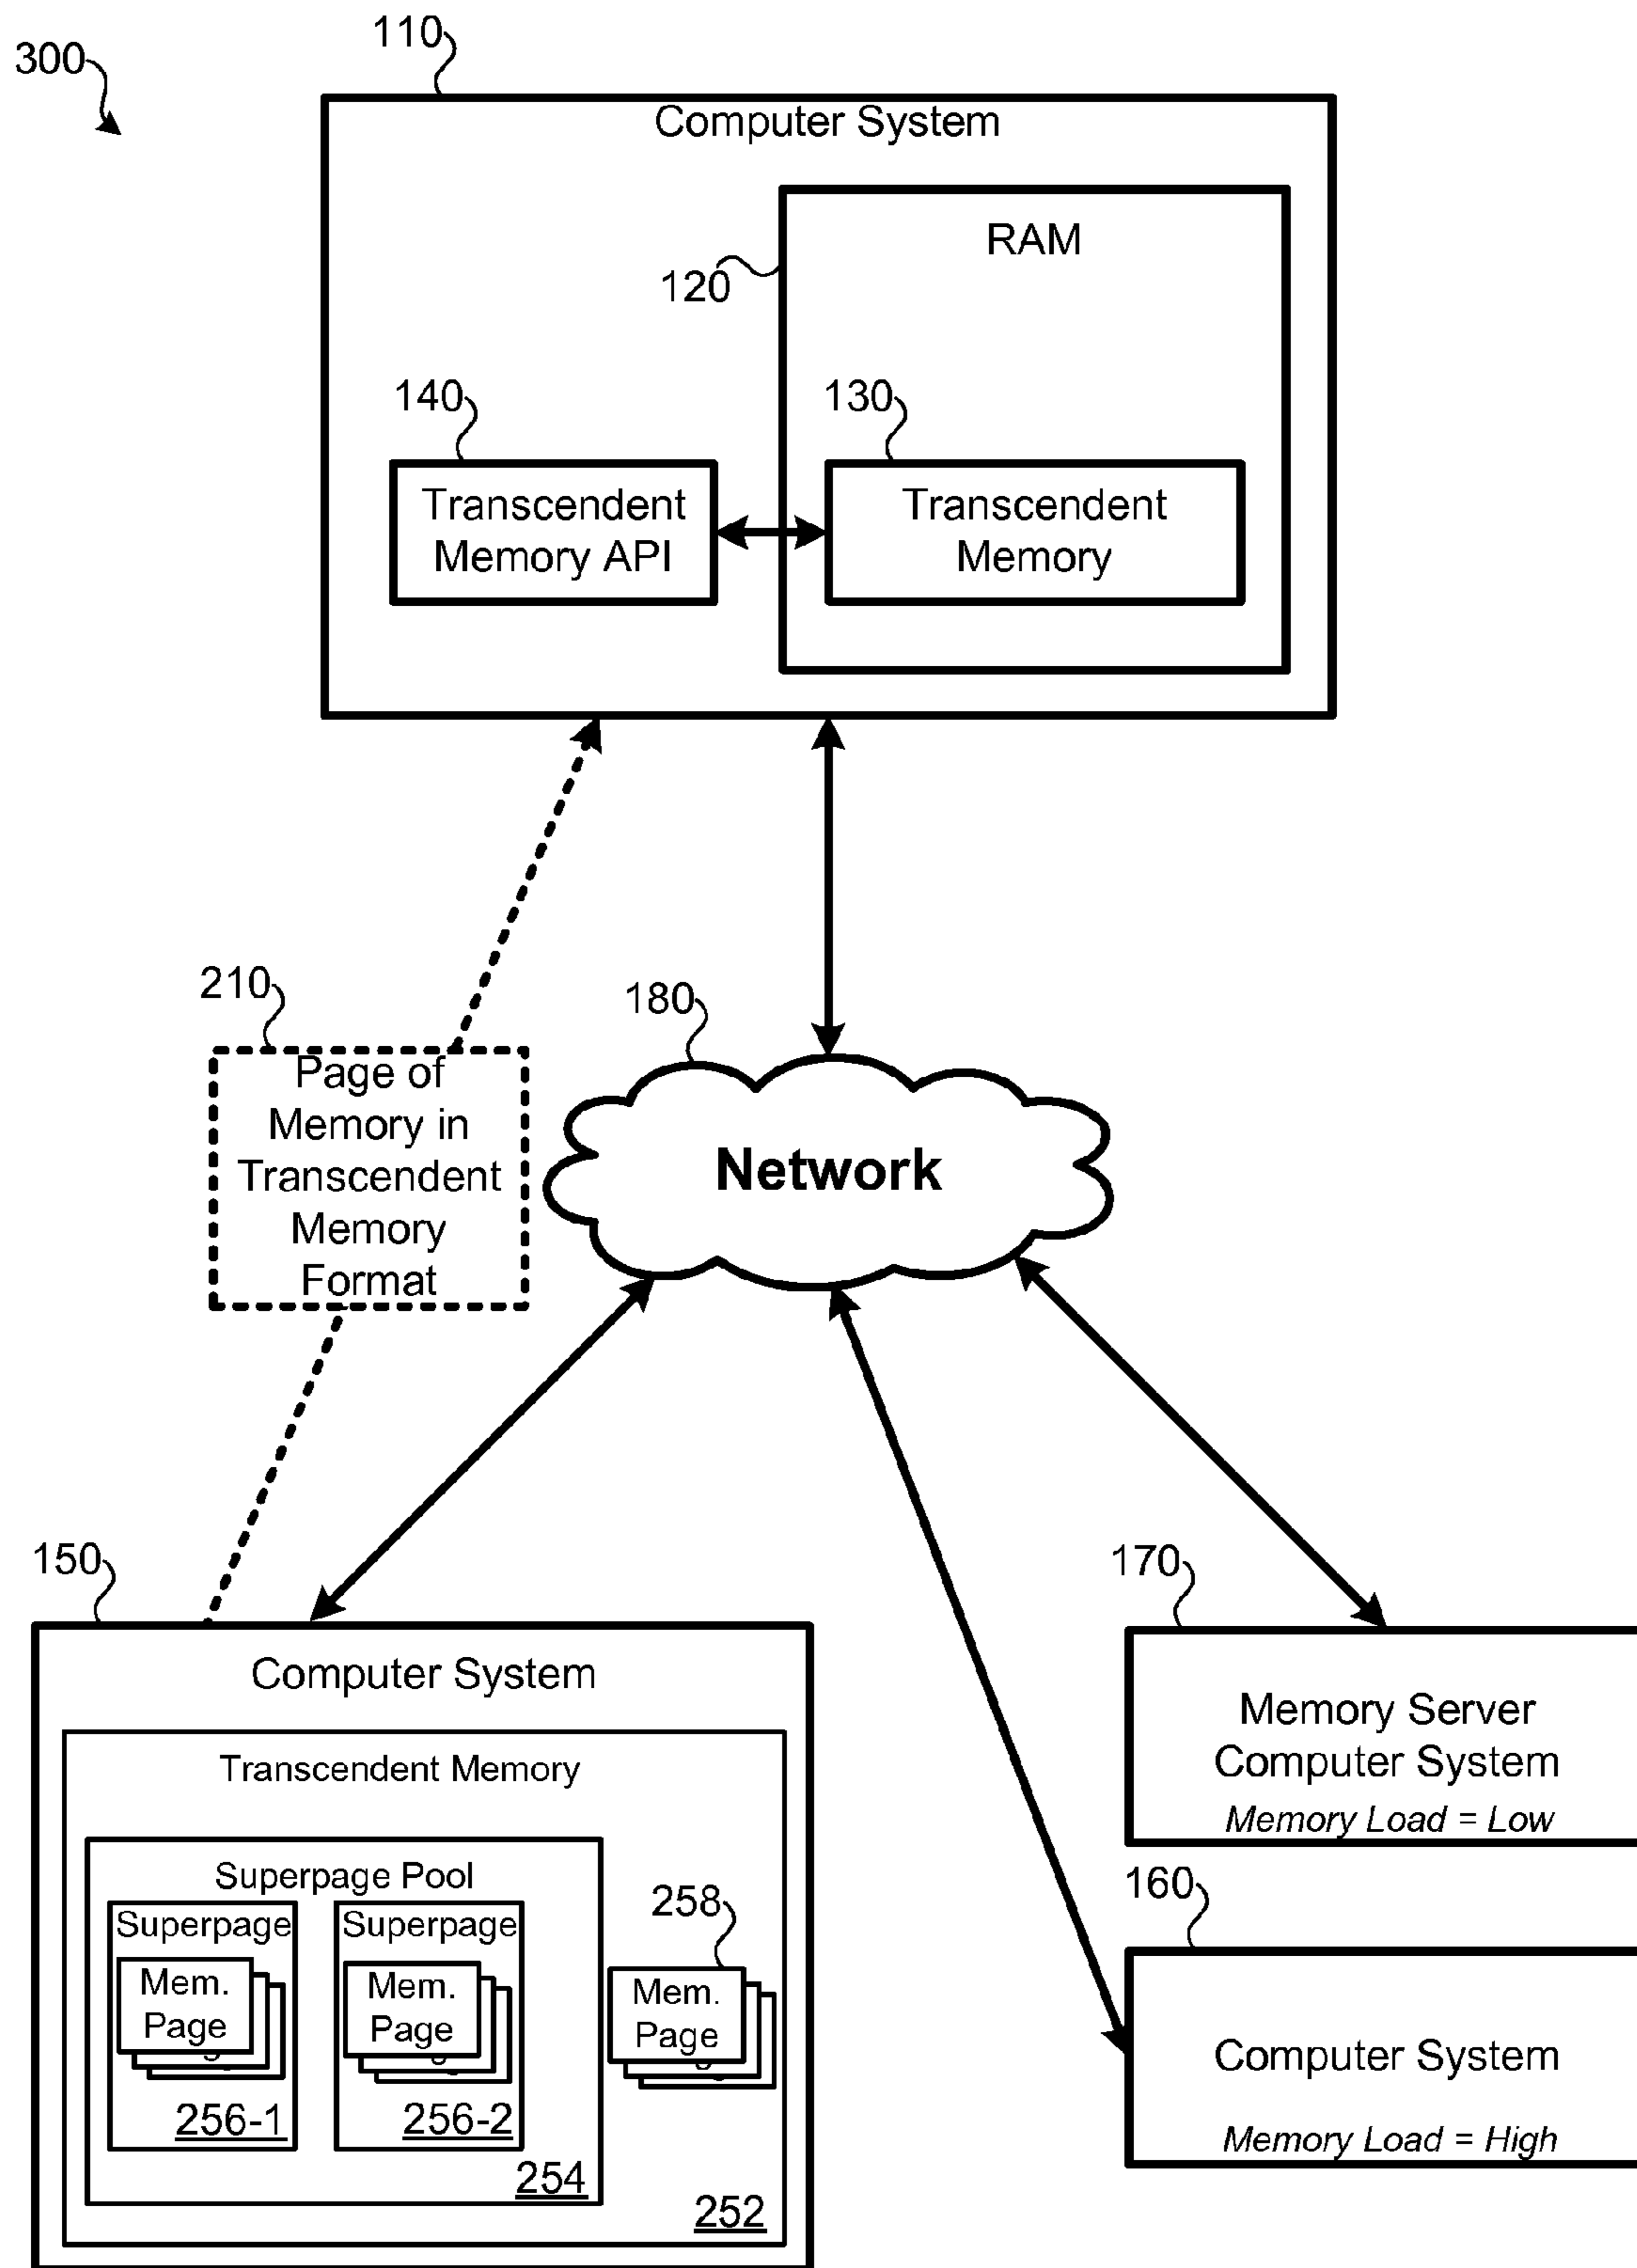 300
110
Computer System
RAM
120
140
130
Transcendent
Memory API
Transcendent
Memory
210
Page of
Memory in
Transcendent
Memory
Format
180
Network
150
Computer System
Transcendent Memory
Superpage Pool
Superpage
Mem.
Page
256-1
Superpage
Mem.
Page
256-2
254
258
Mem.
Page
252
170
Memory Server
Computer System
Memory Load = Low
160
Computer System
Memory Load = High